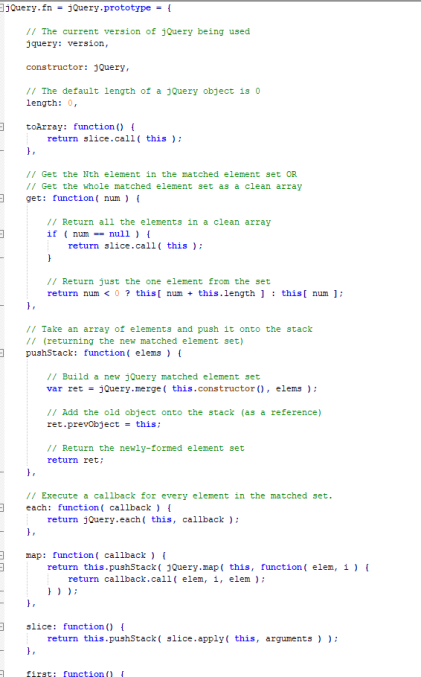 jQuery.fn = jQuery.prototype = {
// The current version of jQuery being used
jquery: version,
constructor: jQuery,
// The default length of a jQuery object is 0
length: 0,
toArray: function() {
return slice.call( this );
},
// Get the Nth element in the matched element set OR
// Get the whole matched element set as a clean array
get: function( num ) {
// Return all the elements in a clean array
if ( num == null ) {
return slice.call( this );
}
// Return just the one element from the set
return num < 0 ? this[ num + this.length ] : this[ num ];
},
// Take an array of elements and push it onto the stack
// (returning the new matched element set)
pushStack: function( elems ) {
// Build a new jQuery matched element set
var ret = jQuery.merge( this.constructor(), elems );
// Add the old object onto the stack (as a reference)
ret.prevObject = this;
// Return the newly-formed element set
return ret;
},
// Execute a callback for every element in the matched set.
each: function( callback ) {
return jQuery.each( this, callback );
},
map: function( callback ) {
return this.pushStack( jQuery.map( this, function( elem, i ) {
return callback.call( elem, i, elem );
} ) );
},
slice: function() {
return this.pushStack( slice.apply( this, arguments ) );
},
first: function() {